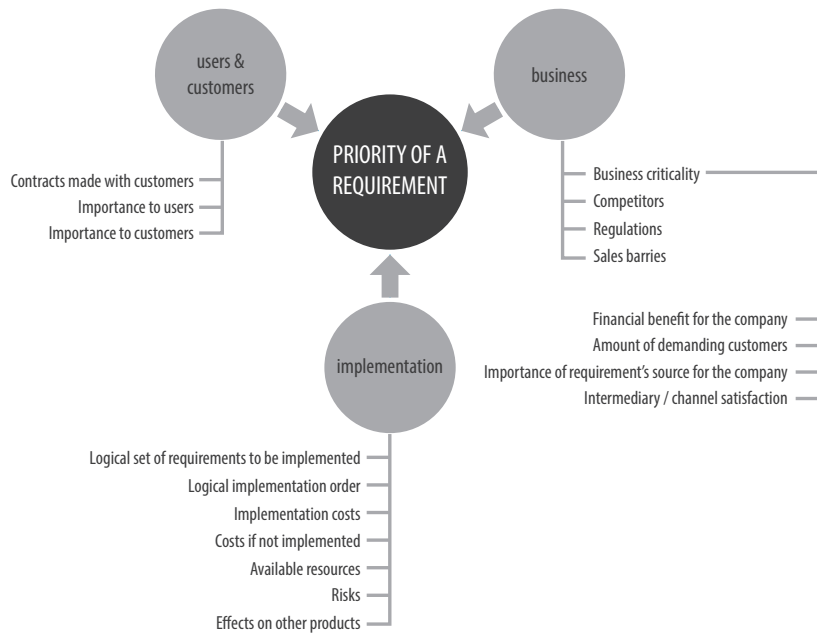 users &
customers
business
PRIORITY OF A
REQUIREMENT
Contracts made with customers
Importance to users
Importance to customers
Business criticality
Competitors
Regulations
Sales barries
Financial benefit for the company
Amount of demanding customers
Importance of requirement's source for the company
Intermediary / channel satisfaction
implementation
Logical set of requirements to be implemented
Logical implementation order
Implementation costs
Costs if not implemented
Available resources
Risks
Effects on other products